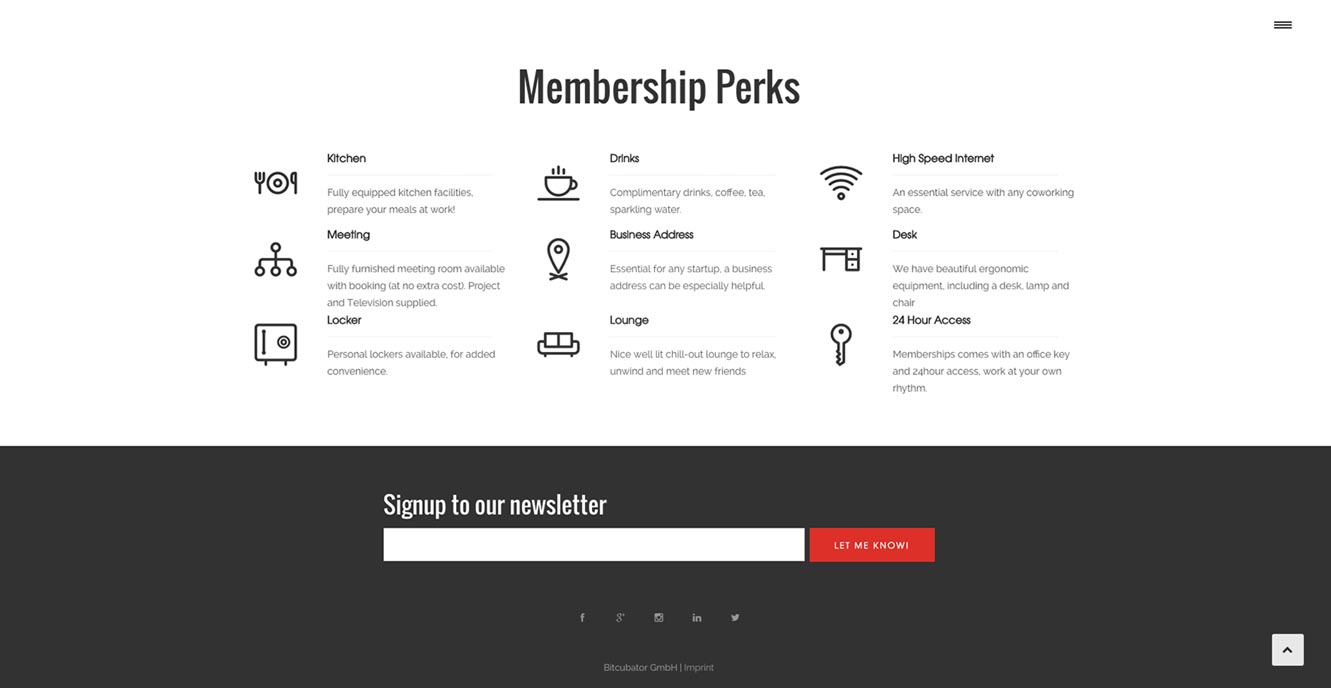 Membership Perks
Kitchen
Fully equipped kitchen facilities,
prepare your meals at work!
Drinks
Complimentary drinks, coffee, tea,
sparkling water.
High Speed Internet
An essential service with any coworking
space.
Meeting
Fully furnished meeting room available
with booking (at no extra cost). Project
and Television supplied.
Business Address
Essential for any startup, a business
address can be especially helpful.
Desk
We have beautiful ergonomic
equipment, including a desk, lamp and
chair
Locker
Personal lockers available, for added
convenience.
Lounge
Nice well lit chill-out lounge to relax,
unwind and meet new friends
24 Hour Access
Memberships comes with an office key
and 24hour access, work at your own
rhythm.
Signup to our newsletter
LET ME KNOW!
Bitcubator GmbH | Imprint